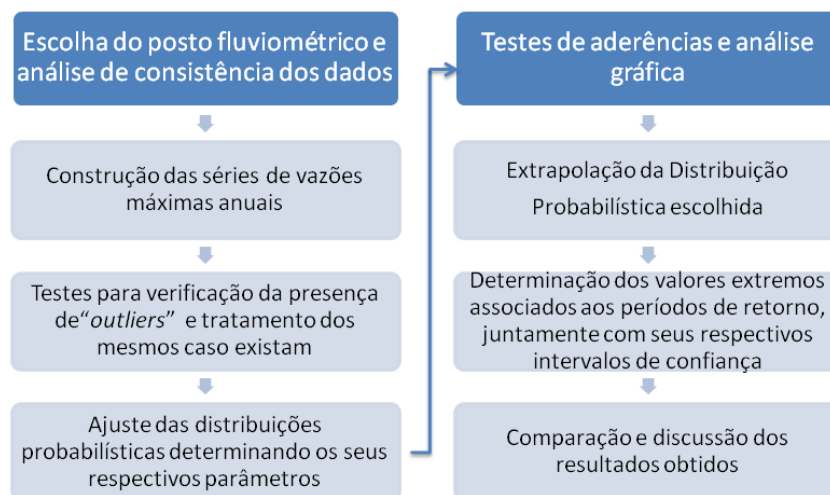 Escolha do posto fluviométrico e
análise de consistência dos dados
Construção das séries de vazões
máximas anuais
Testes para verificação da presença
de“outliers” e tratamento dos
mesmos caso existam
Ajuste das distribuições
probabilísticas determinando os seus
respectivos parâmetros
Testes de aderências e análise
gráfica
Extrapolação da Distribuição
Probabilística escolhida
Determinação dos valores extremos
associados aos períodos de retorno,
juntamente com seus respectivos
intervalos de confiança
Comparação e discussão dos
resultados obtidos